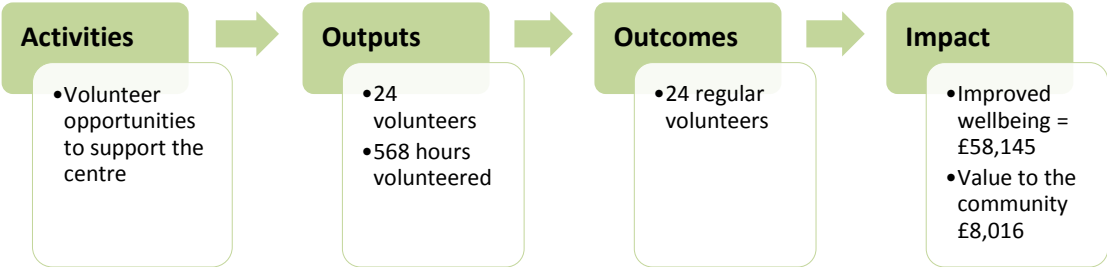 Activities
•Volunteer
opportunities
to support the
centre
Outputs
•24
volunteers
•568 hours
volunteered
Outcomes
•24 regular
volunteers
Impact
•Improved
wellbeing =
£58,145
•Value to the
community
£8,016